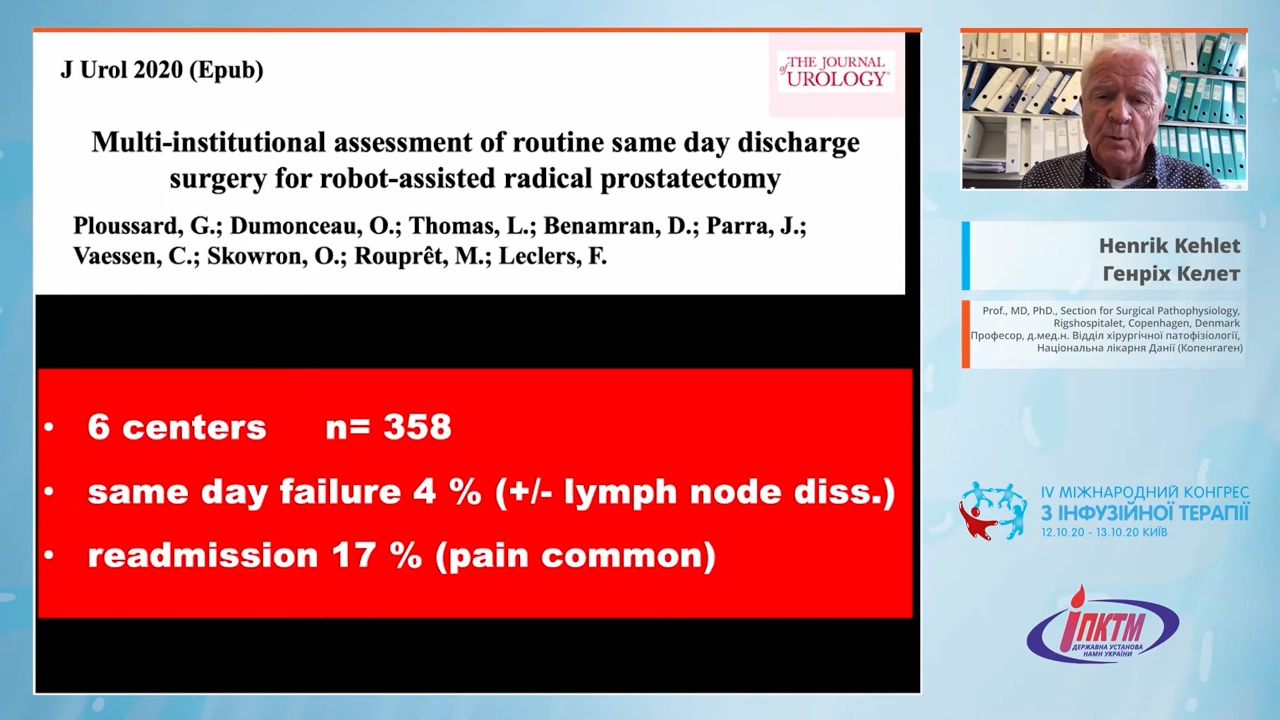 J Urol 2020 (Epub)
of THE JOURNAL
UROLOGY®
Multi-institutional assessment of routine same day discharge
surgery for robot-assisted radical prostatectomy
Ploussard, G.; Dumonceau, O.; Thomas, L.; Benamran, D.; Parra, J.;
Vaessen, C.; Skowron, O.; Rouprêt, M.; Leclers, F.
• 6 centers n= 358
• same day failure 4 % (+/- lymph node diss.)
• readmission 17 % (pain common)
Henrik Kehlet
Генріх Келет
Prof., MD, PhD., Section for Surgical Pathophysiology,
Rigshospitalet, Copenhagen, Denmark
Професор, д.мед.н. Відділ хірургічної патофізіології,
Національна лікарня Данії (Копенгаген)
IV МІЖНАРОДНИЙ КОНГРЕС
З ІНФУЗІЙНОЇ ТЕРАПІЇ
12.10.20 - 13.10.20 КИЇВ
ІПКТМ
ДЕРЖАВНА УСТАНОВА
НАМН УКРАЇНИ